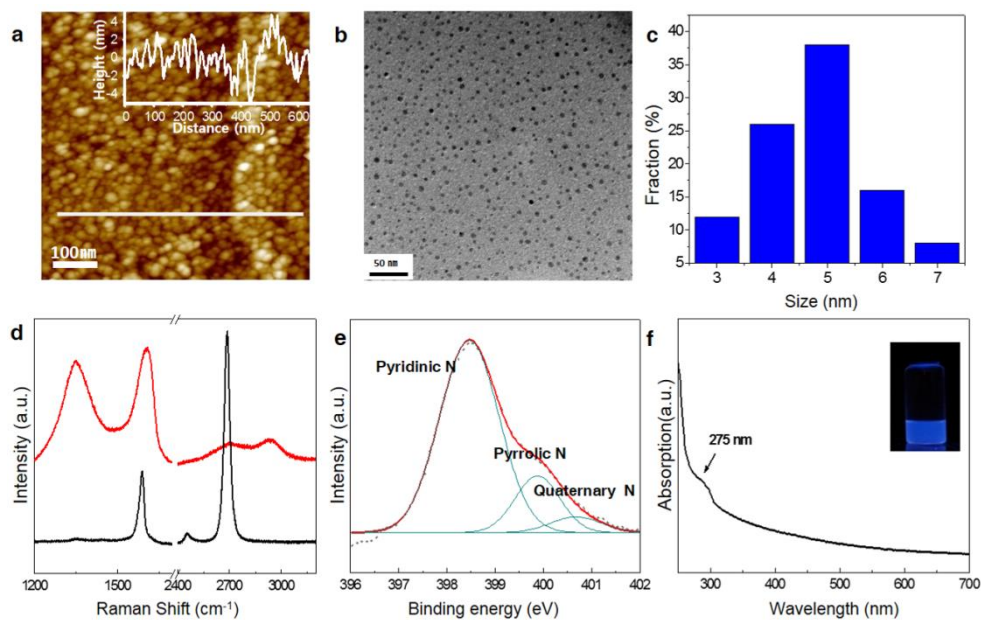 a
Height (nm)
4
2
0
-2
-4
0 100 200 300 400 500 600
Distance (nm)
100nm
b
50 nm
c
Fraction (%)
40
35
30
25
20
15
10
5
3 4 5 6 7
Size (nm)
d
Intensity (a.u.)
1200 1500 2400 2700 3000
Raman Shift (cm-1)
e
Pyridinic N
Pyrrolic N
Quaternary N
Intensity (a.u.)
396 397 398 399 400 401 402
Binding energy (eV)
f
275 nm
Absorption(a.u.)
300 400 500 600 700
Wavelength (nm)